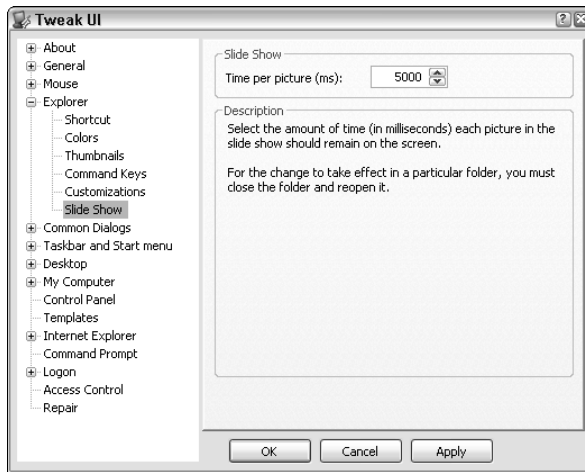 Tweak UI
About
General
Mouse
Explorer
Shortcut
Colors
Thumbnails
Command Keys
Customizations
Slide Show
Common Dialogs
Taskbar and Start menu
Desktop
My Computer
Control Panel
Templates
Internet Explorer
Command Prompt
Logon
Access Control
Repair
Slide Show
Time per picture (ms):
5000
Description
Select the amount of time (in milliseconds) each picture in the
slide show should remain on the screen.
For the change to take effect in a particular folder, you must
close the folder and reopen it.
OK
Cancel
Apply